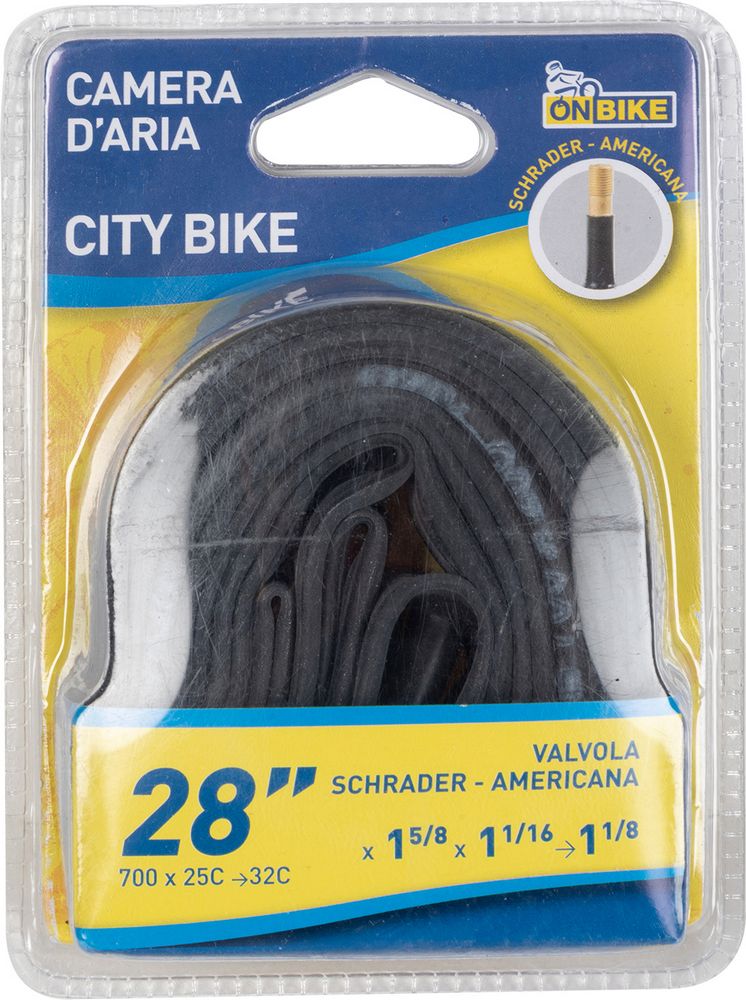 CAMERA
D'ARIA
CITY BIKE
ONBIKE
SCHRADER - AMERICANA
BIKE
28"
700 x 25C →32C
VALVOLA
SCHRADER - AMERICANA
x 1 5/8 x 1 1/16 → 1 1/8